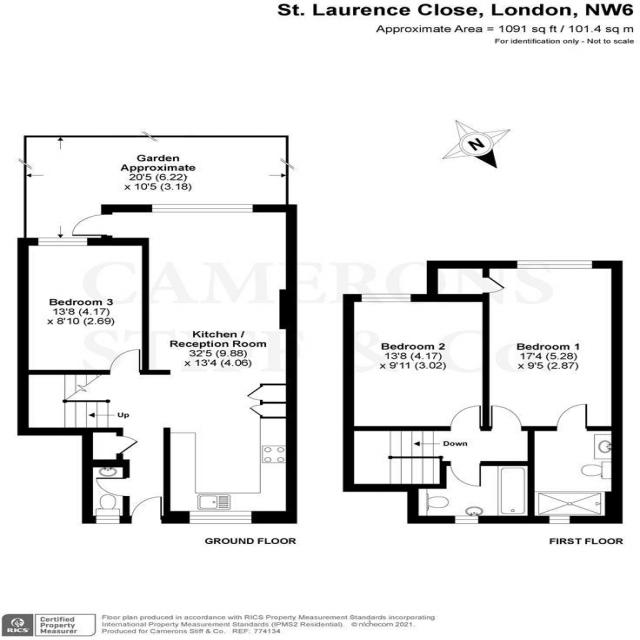 St. Laurence Close, London, NW6
Approximate Area = 1091 sq ft / 101.4 sq m
For identification only - Not to scale
N
Garden
Approximate
20'5 (6.22)
x 10'5 (3.18)
CAMERONS
STIFF & Co
Bedroom 3
13'8 (4.17)
x 8'10 (2.69)
Kitchen /
Reception Room
32'5 (9.88)
x 13'4 (4.06)
Up
Bedroom 2
13'8 (4.17)
x 9'11 (3.02)
Bedroom 1
17'4 (5.28)
x 9'5 (2.87)
Down
GROUND FLOOR
FIRST FLOOR
RICS
Certified
Property
Measurer
Floor plan produced in accordance with RICS Property Measurement Standards incorporating
International Property Measurement Standards (IPMS2 Residential). © nichecom 2021.
Produced for Camerons Stiff & Co. REF: 774134